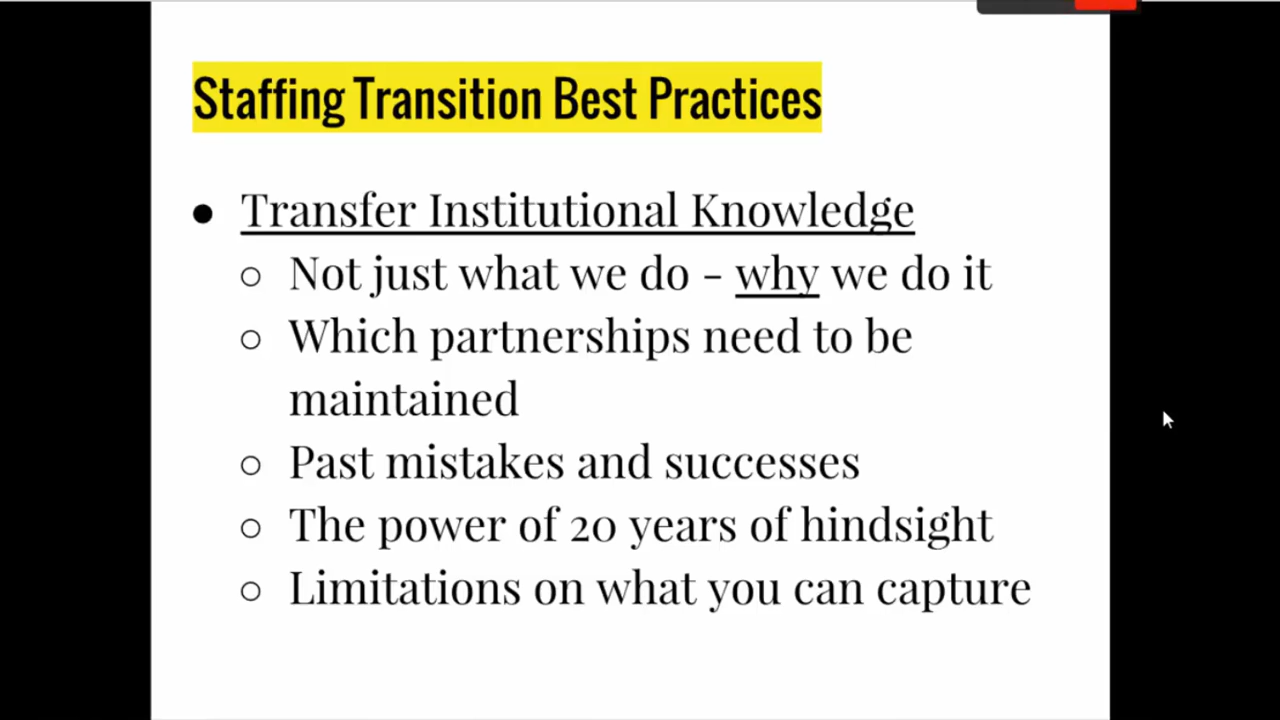 Staffing Transition Best Practices
● Transfer Institutional Knowledge
○ Not just what we do - why we do it
○ Which partnerships need to be
maintained
○ Past mistakes and successes
○ The power of 20 years of hindsight
○ Limitations on what you can capture